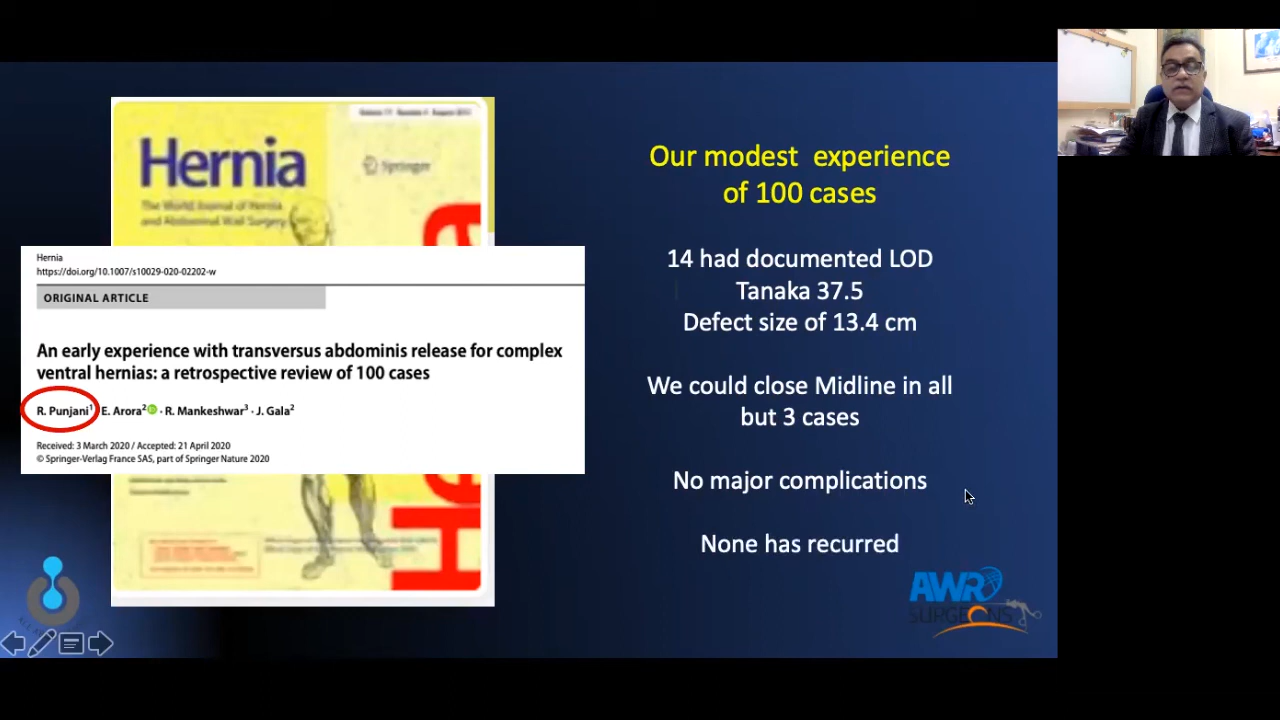 Hernia
Springer
The World Journal of Hernia
and Abdominal Wall Surgery
Hernia
https://doi.org/10.1007/s10029-020-02202-w
ORIGINAL ARTICLE
An early experience with transversus abdominis release for complex
ventral hernias: a retrospective review of 100 cases
R. Punjani1 · E. Arora2 · R. Mankeshwar3 · J. Gala2
Received: 3 March 2020 / Accepted: 21 April 2020
© Springer-Verlag France SAS, part of Springer Nature 2020
He
Our modest experience
of 100 cases
14 had documented LOD
Tanaka 37.5
Defect size of 13.4 cm
We could close Midline in all
but 3 cases
No major complications
None has recurred
AWR
SURGEONS